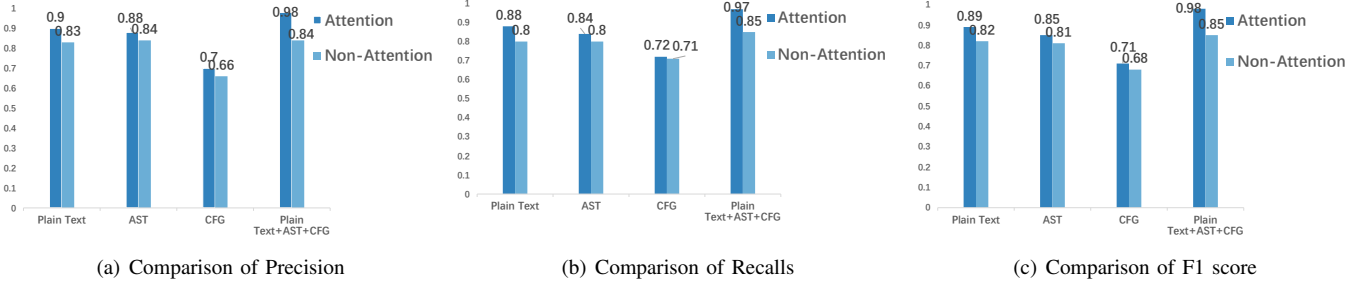 1
0.9
0.8
0.7
0.6
0.5
0.4
0.3
0.2
0.1
0
0.9
0.83
0.88
0.84
0.7
0.66
0.98
0.84
Attention
Non-Attention
Plain Text
AST
CFG
Plain
Text+AST+CFG
(a) Comparison of Precision
1
0.9
0.8
0.7
0.6
0.5
0.4
0.3
0.2
0.1
0
0.88
0.8
0.84
0.8
0.72
0.71
0.97
0.85
Attention
Non-Attention
Plain Text
AST
CFG
Plain
Text+AST+CFG
(b) Comparison of Recalls
1
0.9
0.8
0.7
0.6
0.5
0.4
0.3
0.2
0.1
0
0.89
0.82
0.85
0.81
0.71
0.68
0.98
0.85
Attention
Non-Attention
Plain Text
AST
CFG
Plain
Text+AST+CFG
(c) Comparison of F1 score